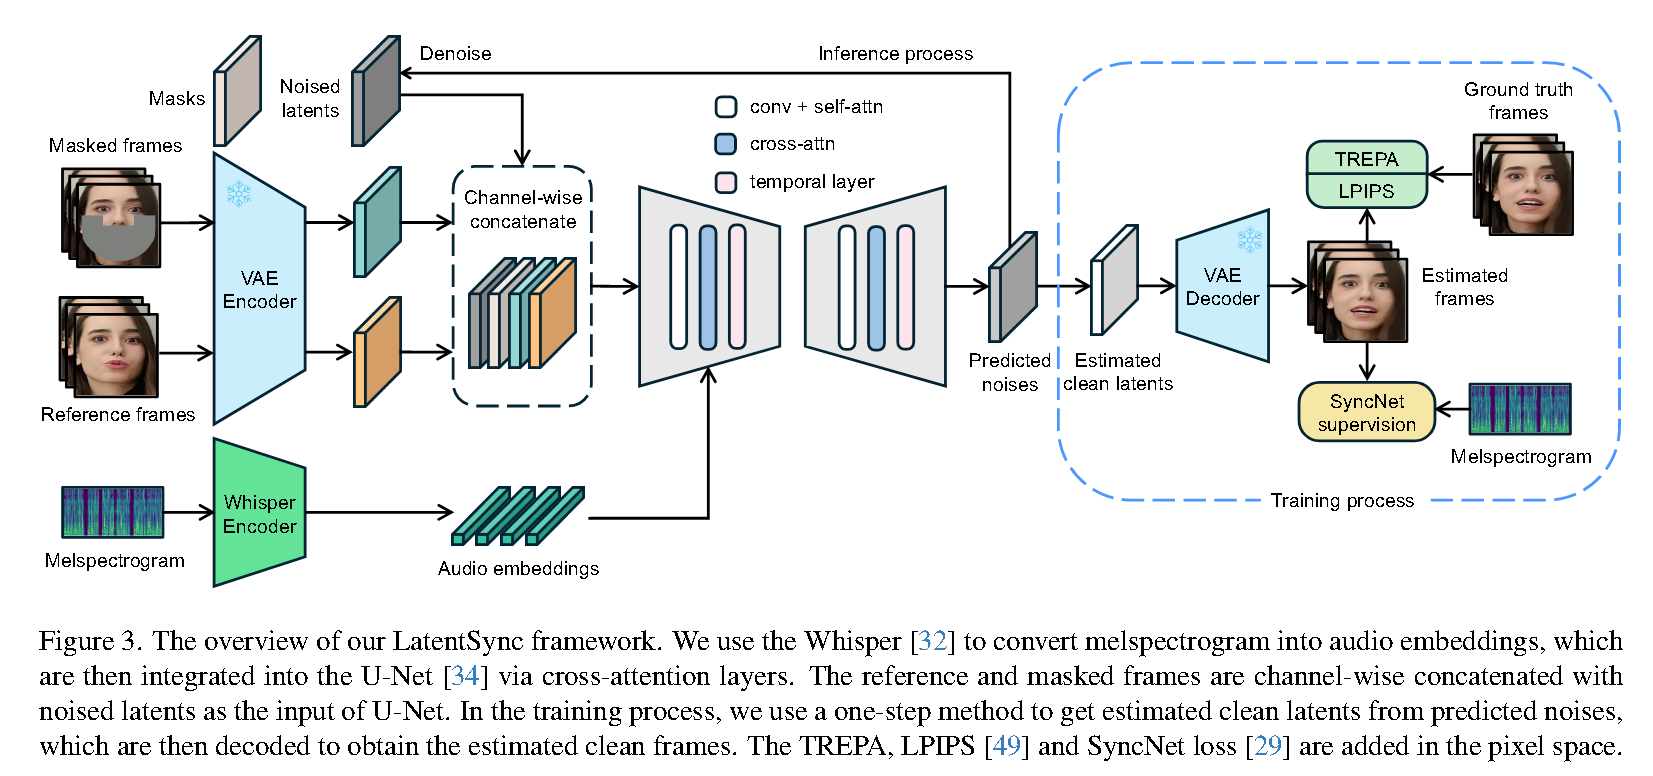 Masks
Noised
latents
Denoise
Inference process
Masked frames
Reference frames
VAE
Encoder
Channel-wise
concatenate
conv + self-attn
cross-attn
temporal layer
Melspectrogram
Whisper
Encoder
Audio embeddings
Predicted
noises
Estimated
clean latents
VAE
Decoder
TREPA
LPIPS
Ground truth
frames
Estimated
frames
SyncNet
supervision
Melspectrogram
Training process
Figure 3. The overview of our LatentSync framework. We use the Whisper [32] to convert melspectrogram into audio embeddings, which
are then integrated into the U-Net [34] via cross-attention layers. The reference and masked frames are channel-wise concatenated with
noised latents as the input of U-Net. In the training process, we use a one-step method to get estimated clean latents from predicted noises,
which are then decoded to obtain the estimated clean frames. The TREPA, LPIPS [49] and SyncNet loss [29] are added in the pixel space.